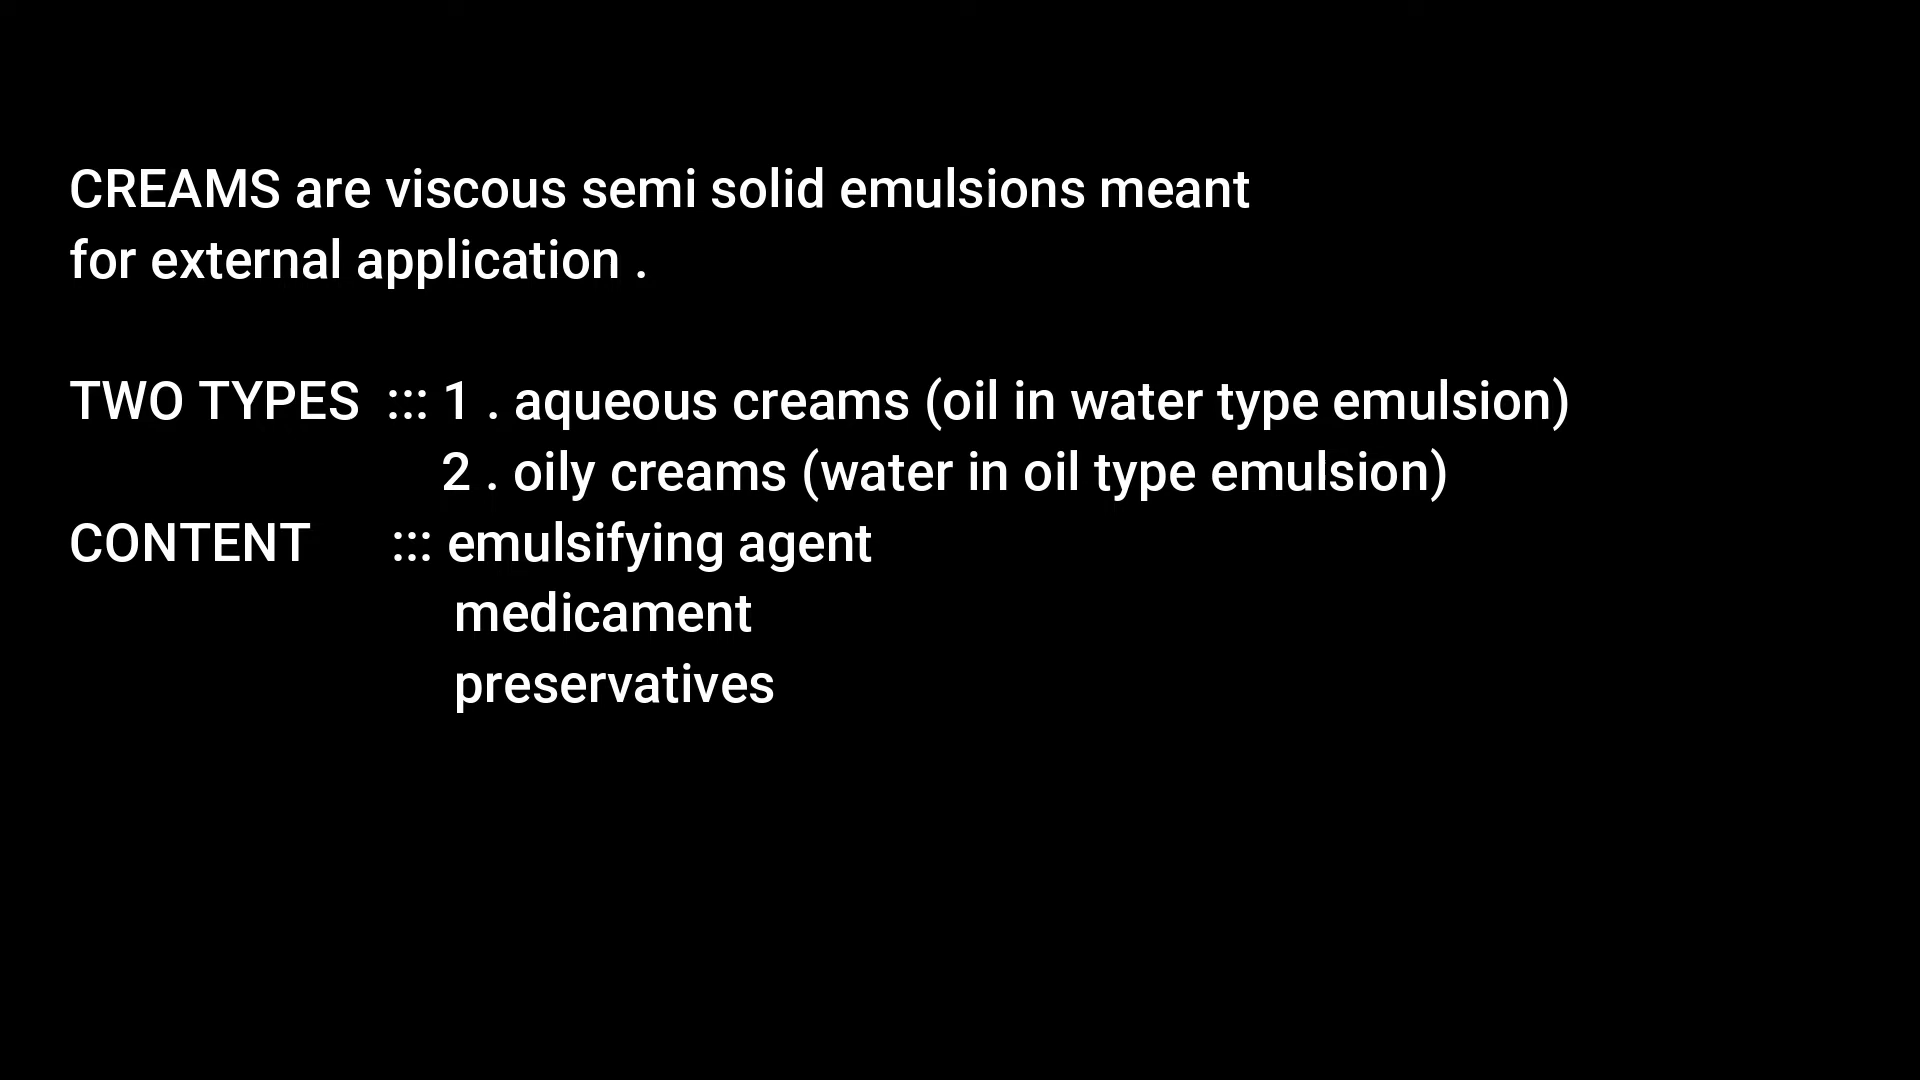 CREAMS are viscous semi solid emulsions meant
for external application .
TWO TYPES ::: 1 . aqueous creams (oil in water type emulsion)
2 . oily creams (water in oil type emulsion)
CONTENT ::: emulsifying agent
medicament
preservatives